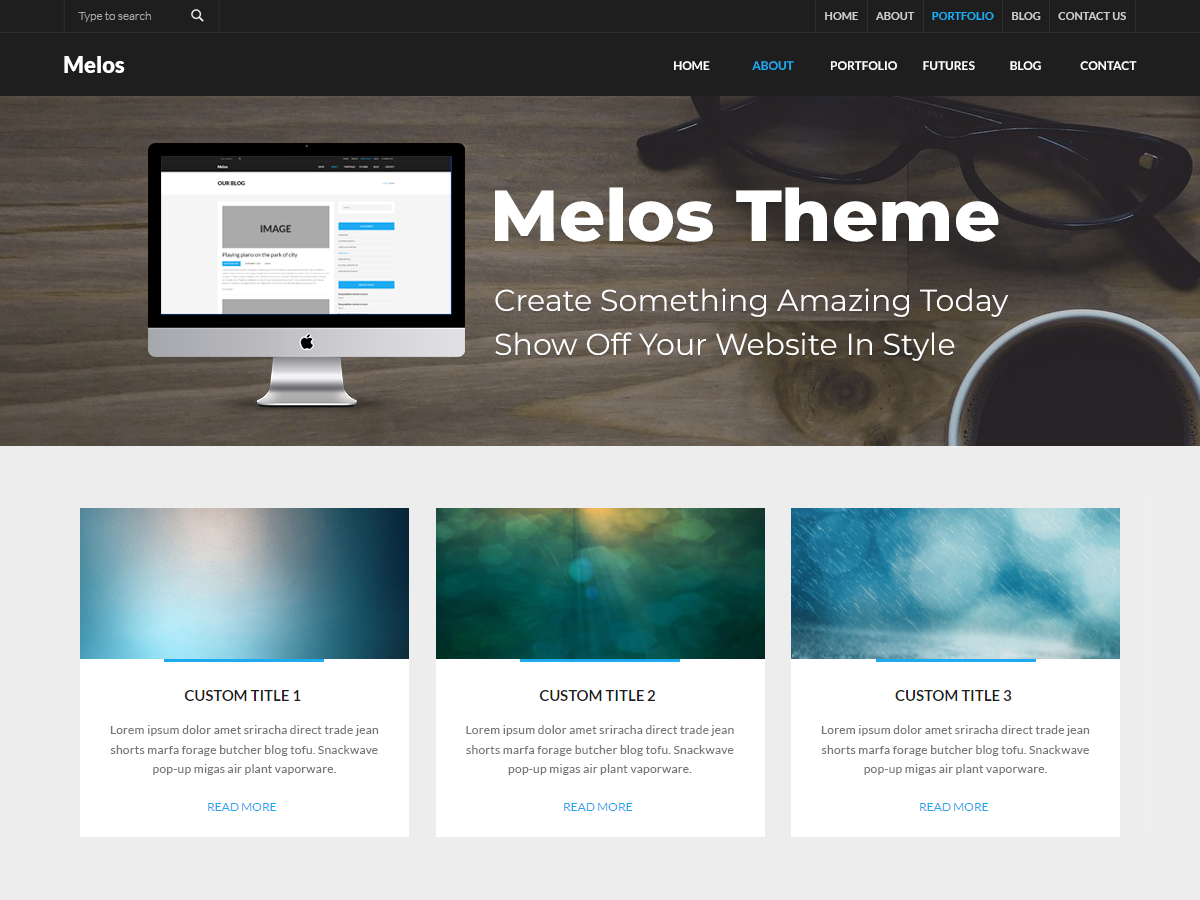 Type to search
HOME ABOUT PORTFOLIO BLOG CONTACT US
Melos
HOME ABOUT PORTFOLIO FUTURES BLOG CONTACT
Melos
OUR BLOG
IMAGE
Playing piano on the park of city
Melos Theme
Create Something Amazing Today
Show Off Your Website In Style
CUSTOM TITLE 1
Lorem ipsum dolor amet sriracha direct trade jean
shorts marfa forage butcher blog tofu. Snackwave
pop-up migas air plant vaporware.
READ MORE
CUSTOM TITLE 2
Lorem ipsum dolor amet sriracha direct trade jean
shorts marfa forage butcher blog tofu. Snackwave
pop-up migas air plant vaporware.
READ MORE
CUSTOM TITLE 3
Lorem ipsum dolor amet sriracha direct trade jean
shorts marfa forage butcher blog tofu. Snackwave
pop-up migas air plant vaporware.
READ MORE